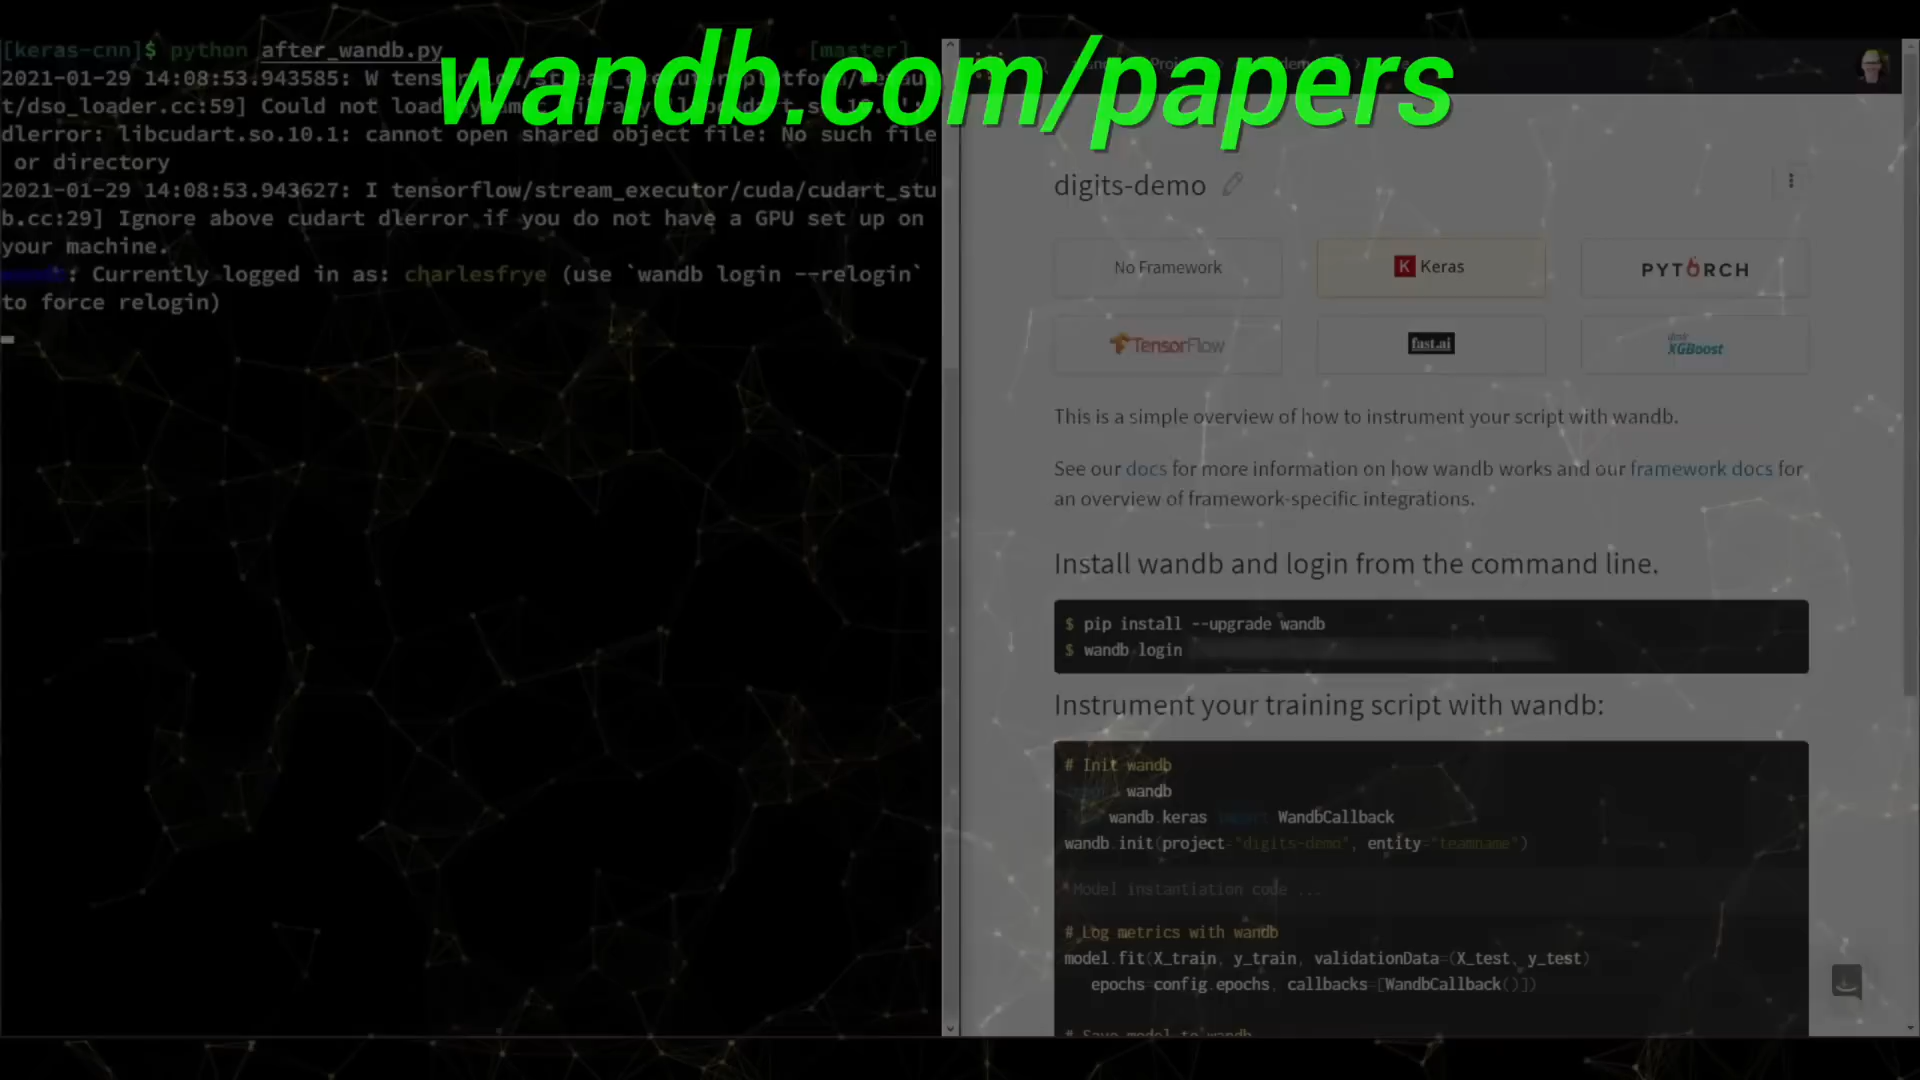 wandb.com/papers
[keras-cnn]$ python after_wandb.py [master]
2021-01-29 14:08:53.943585: W
t/dso_loader.cc:59] Could not load
dlerror: libcudart.so.10.1: cannot open shared object file: No such file
or directory
2021-01-29 14:08:53.943627: I tensorflow/stream_executor/cuda/cudart_stu
b.cc:29] Ignore above cudart dlerror if you do not have a GPU set up on
your machine.
: Currently logged in as: charlesfrye (use `wandb login --relogin`
to force relogin)
digits-demo
No Framework
K Keras
PYTORCH
TensorFlow
fast.ai
dmlc
XGBoost
This is a simple overview of how to instrument your script with wandb.
See our docs for more information on how wandb works and our framework docs for
an overview of framework-specific integrations.
Install wandb and login from the command line.
$ pip install --upgrade wandb
$ wandb login
Instrument your training script with wandb:
# Init wandb
wandb
wandb.keras import WandbCallback
wandb.init(project="digits-demo", entity="teamname")
Model instantiation code ...
# Log metrics with wandb
model.fit(X_train, y_train, validationData=(X_test, y_test)
epochs=config.epochs, callbacks=[WandbCallback()])
# Save model to wandb